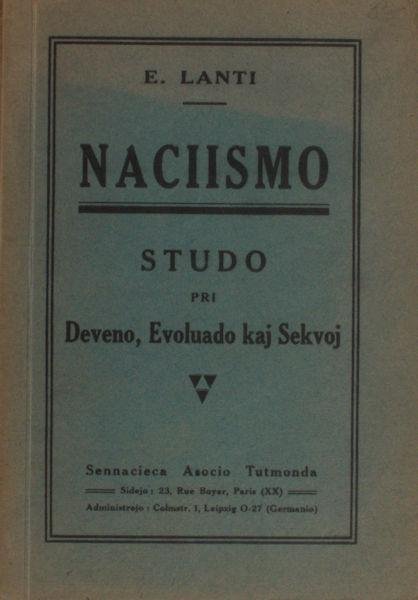 E. LANTI
NACIISMO
STUDO
PRI
Deveno, Evoluado kaj Sekvoj
Sennacieca Asocio Tutmonda
Sidejo: 23, Rue Boyer, Paris (XX)
Administrejo: Colmstr. 1, Leipzig O-27 (Germanio)